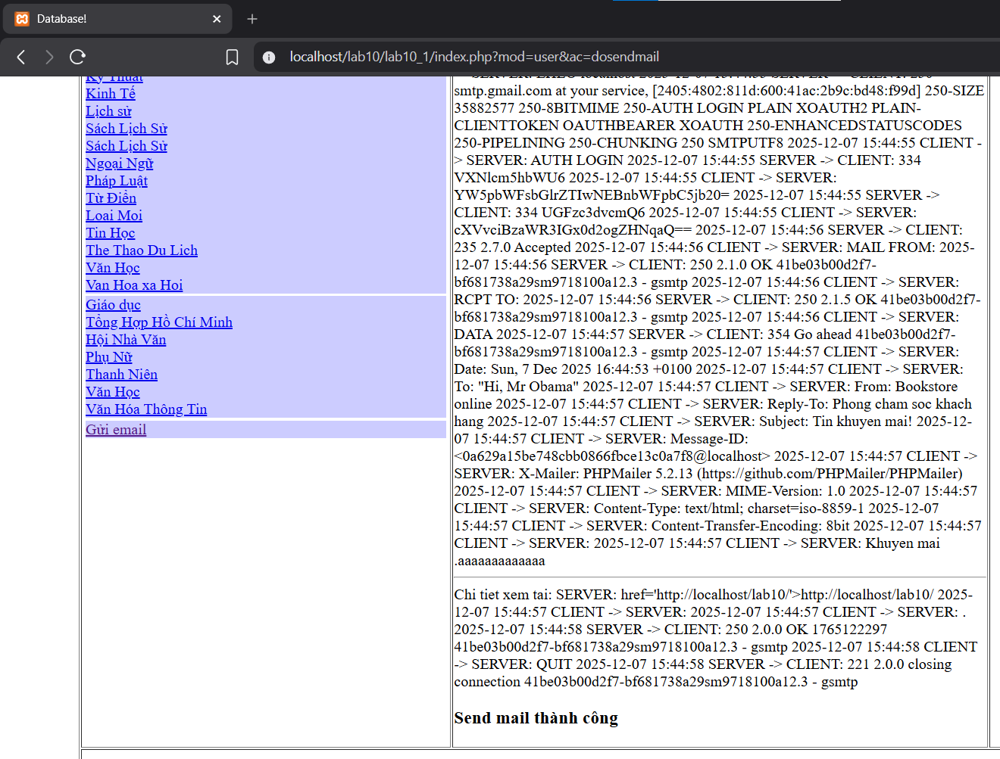 Database!
localhost/lab10/lab10_1/index.php?mod=user&ac=dosendmail
Kỹ Thuật
Kinh Tế
Lịch sử
Sách Lịch Sử
Sách Lịch Sử
Ngoại Ngữ
Pháp Luật
Từ Điển
Loai Moi
Tin Học
The Thao Du Lich
Văn Học
Van Hoa xa Hoi
Giáo dục
Tổng Hợp Hồ Chí Minh
Hội Nhà Văn
Phụ Nữ
Thanh Niên
Văn Học
Văn Hóa Thông Tin
Gửi email
smtp.gmail.com at your service, [2405:4802:811d:600:41ac:2b9c:bd48:f99d] 250-SIZE
35882577 250-8BITMIME 250-AUTH LOGIN PLAIN XOAUTH2 PLAIN-
CLIENTTOKEN OAUTHBEARER XOAUTH 250-ENHANCEDSTATUSCODES
250-PIPELINING 250-CHUNKING 250 SMTPUTF8 2025-12-07 15:44:55 CLIENT -
> SERVER: AUTH LOGIN 2025-12-07 15:44:55 SERVER -> CLIENT: 334
VXNlcm5hbWU6 2025-12-07 15:44:55 CLIENT -> SERVER:
YW5pbWFsbGlrZTIwNEBnbWFpbC5jb20= 2025-12-07 15:44:55 SERVER ->
CLIENT: 334 UGFzc3dvcmQ6 2025-12-07 15:44:55 CLIENT -> SERVER:
cXVvciBzaWR3IGx0d2ogZHNqaQ== 2025-12-07 15:44:56 SERVER -> CLIENT:
235 2.7.0 Accepted 2025-12-07 15:44:56 CLIENT -> SERVER: MAIL FROM: 2025-
12-07 15:44:56 SERVER -> CLIENT: 250 2.1.0 OK 41be03b00d2f7-
bf681738a29sm9718100a12.3 - gsmtp 2025-12-07 15:44:56 CLIENT -> SERVER:
RCPT TO: 2025-12-07 15:44:56 SERVER -> CLIENT: 250 2.1.5 OK 41be03b00d2f7-
bf681738a29sm9718100a12.3 - gsmtp 2025-12-07 15:44:56 CLIENT -> SERVER:
DATA 2025-12-07 15:44:57 SERVER -> CLIENT: 354 Go ahead 41be03b00d2f7-
bf681738a29sm9718100a12.3 - gsmtp 2025-12-07 15:44:57 CLIENT -> SERVER:
Date: Sun, 7 Dec 2025 16:44:53 +0100 2025-12-07 15:44:57 CLIENT -> SERVER:
To: "Hi, Mr Obama" 2025-12-07 15:44:57 CLIENT -> SERVER: From: Bookstore
online 2025-12-07 15:44:57 CLIENT -> SERVER: Reply-To: Phong cham soc khach
hang 2025-12-07 15:44:57 CLIENT -> SERVER: Subject: Tin khuyen mai! 2025-12-
07 15:44:57 CLIENT -> SERVER: Message-ID:
<0a629a15be748cbb0866fbce13c0a7f8@localhost> 2025-12-07 15:44:57 CLIENT ->
SERVER: X-Mailer: PHPMailer 5.2.13 (https://github.com/PHPMailer/PHPMailer)
2025-12-07 15:44:57 CLIENT -> SERVER: MIME-Version: 1.0 2025-12-07 15:44:57
CLIENT -> SERVER: Content-Type: text/html; charset=iso-8859-1 2025-12-07
15:44:57 CLIENT -> SERVER: Content-Transfer-Encoding: 8bit 2025-12-07 15:44:57
CLIENT -> SERVER: 2025-12-07 15:44:57 CLIENT -> SERVER: Khuyen mai
.aaaaaaaaaaaaa
Chi tiet xem tai: SERVER: href='http://localhost/lab10/'>http://localhost/lab10/ 2025-
12-07 15:44:57 CLIENT -> SERVER: 2025-12-07 15:44:57 CLIENT -> SERVER: .
2025-12-07 15:44:58 SERVER -> CLIENT: 250 2.0.0 OK 1765122297
41be03b00d2f7-bf681738a29sm9718100a12.3 - gsmtp 2025-12-07 15:44:58 CLIENT
-> SERVER: QUIT 2025-12-07 15:44:58 SERVER -> CLIENT: 221 2.0.0 closing
connection 41be03b00d2f7-bf681738a29sm9718100a12.3 - gsmtp
Send mail thành công